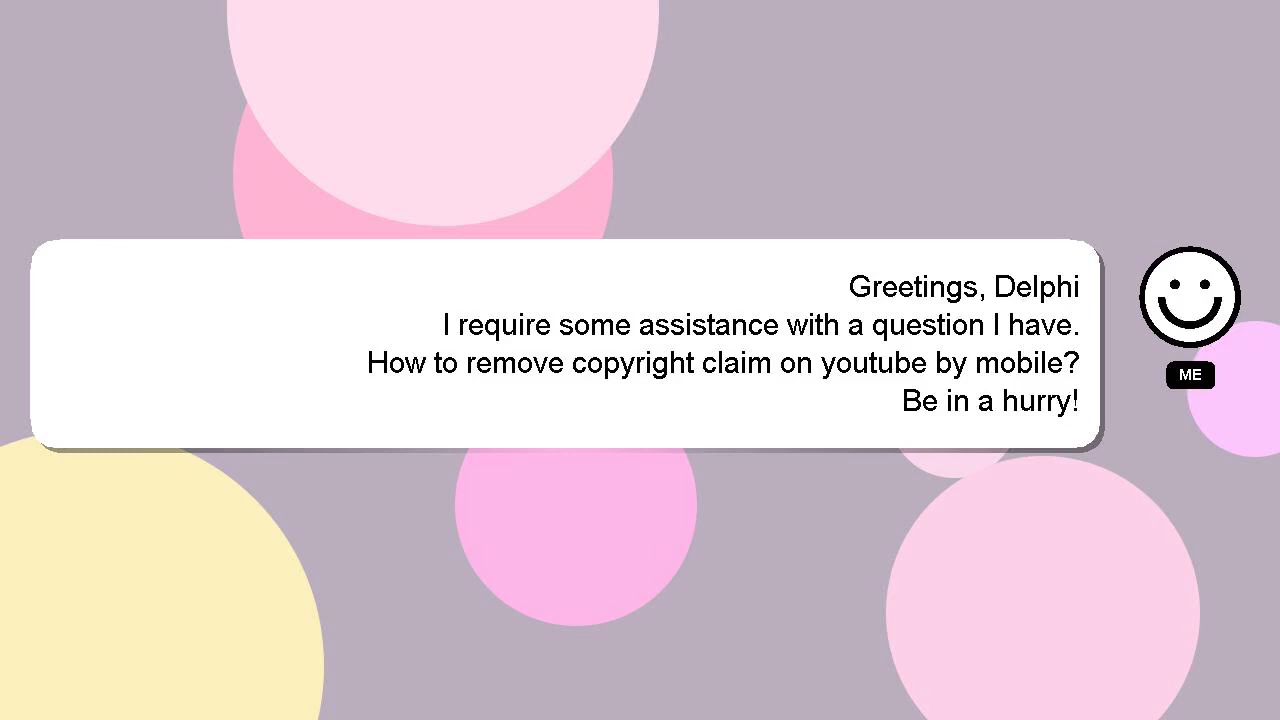 Greetings, Delphi
I require some assistance with a question I have.
How to remove copyright claim on youtube by mobile?
Be in a hurry!
ME